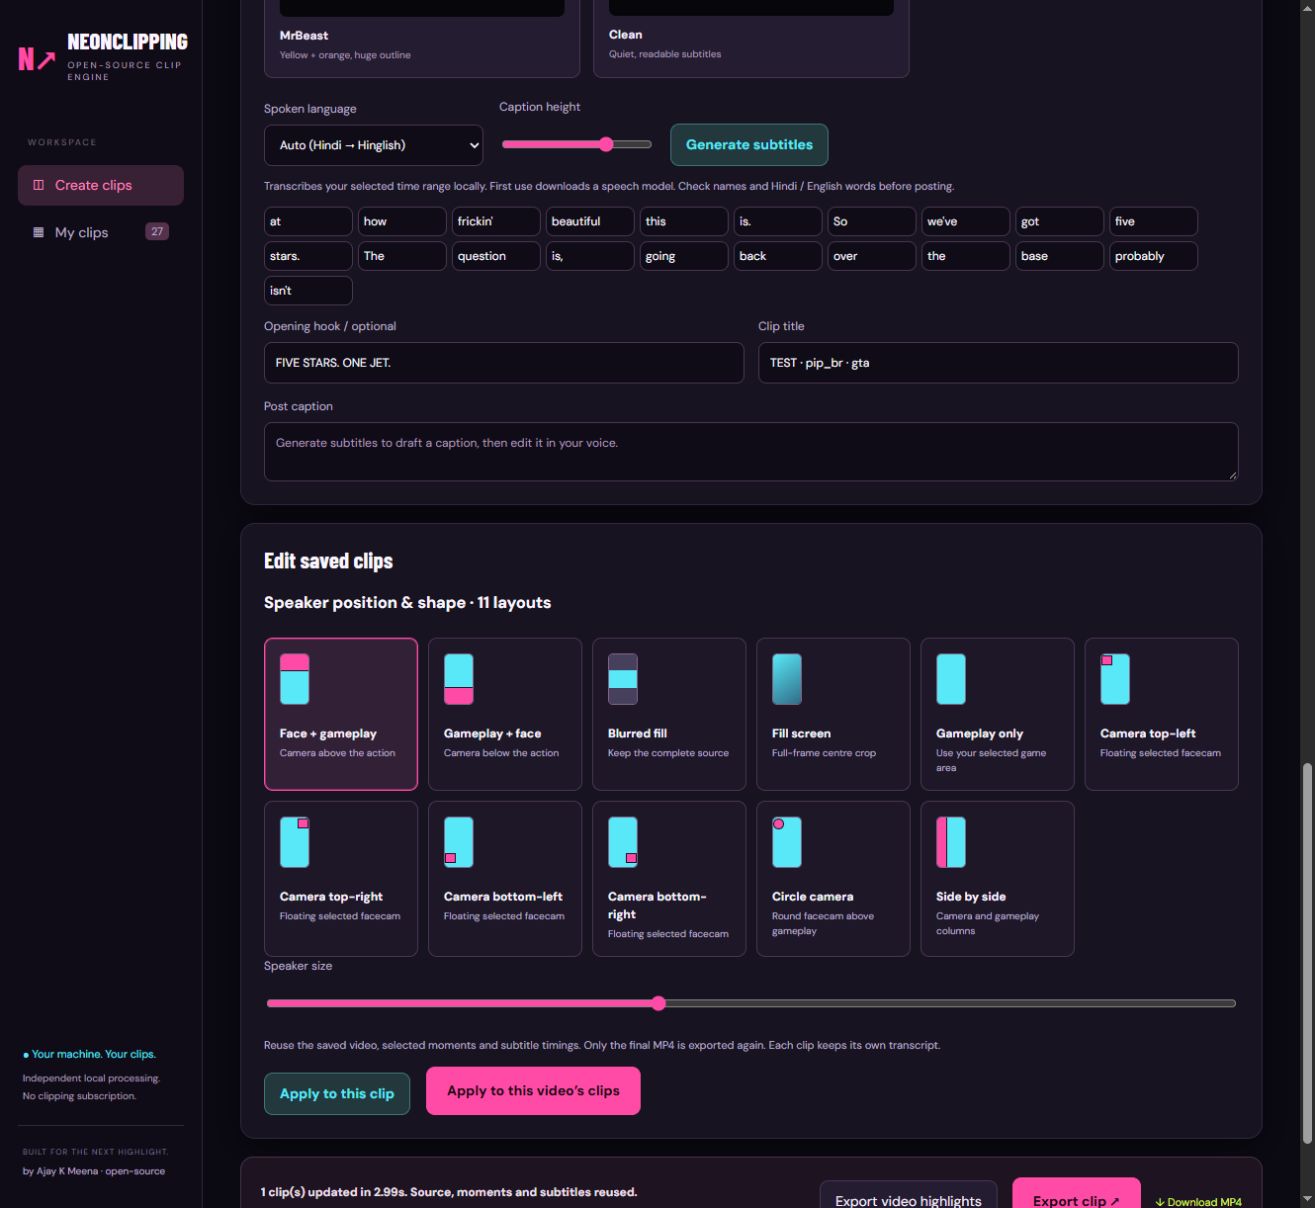 NEONCLIPPING
OPEN-SOURCE CLIP
ENGINE
WORKSPACE
Create clips
My clips 27
● Your machine. Your clips.
Independent local processing.
No clipping subscription.
BUILT FOR THE NEXT HIGHLIGHT.
by Ajay K Meena · open-source
MrBeast
Yellow + orange, huge outline
Clean
Quiet, readable subtitles
Spoken language
Caption height
Auto (Hindi → Hinglish)
Generate subtitles
Transcribes your selected time range locally. First use downloads a speech model. Check names and Hindi / English words before posting.
at how frickin' beautiful this is. So we've got five
stars. The question is, going back over the base probably
isn't
Opening hook / optional
Clip title
FIVE STARS. ONE JET.
TEST · pip_br · gta
Post caption
Generate subtitles to draft a caption, then edit it in your voice.
Edit saved clips
Speaker position & shape · 11 layouts
Face + gameplay
Camera above the action
Gameplay + face
Camera below the action
Blurred fill
Keep the complete source
Fill screen
Full-frame centre crop
Gameplay only
Use your selected game
area
Camera top-left
Floating selected facecam
Camera top-right
Floating selected facecam
Camera bottom-left
Floating selected facecam
Camera bottom-
right
Floating selected facecam
Circle camera
Round facecam above
gameplay
Side by side
Camera and gameplay
columns
Speaker size
Reuse the saved video, selected moments and subtitle timings. Only the final MP4 is exported again. Each clip keeps its own transcript.
Apply to this clip
Apply to this video's clips
1 clip(s) updated in 2.99s. Source, moments and subtitles reused.
Export video highlights
Export clip ↗
↓ Download MP4